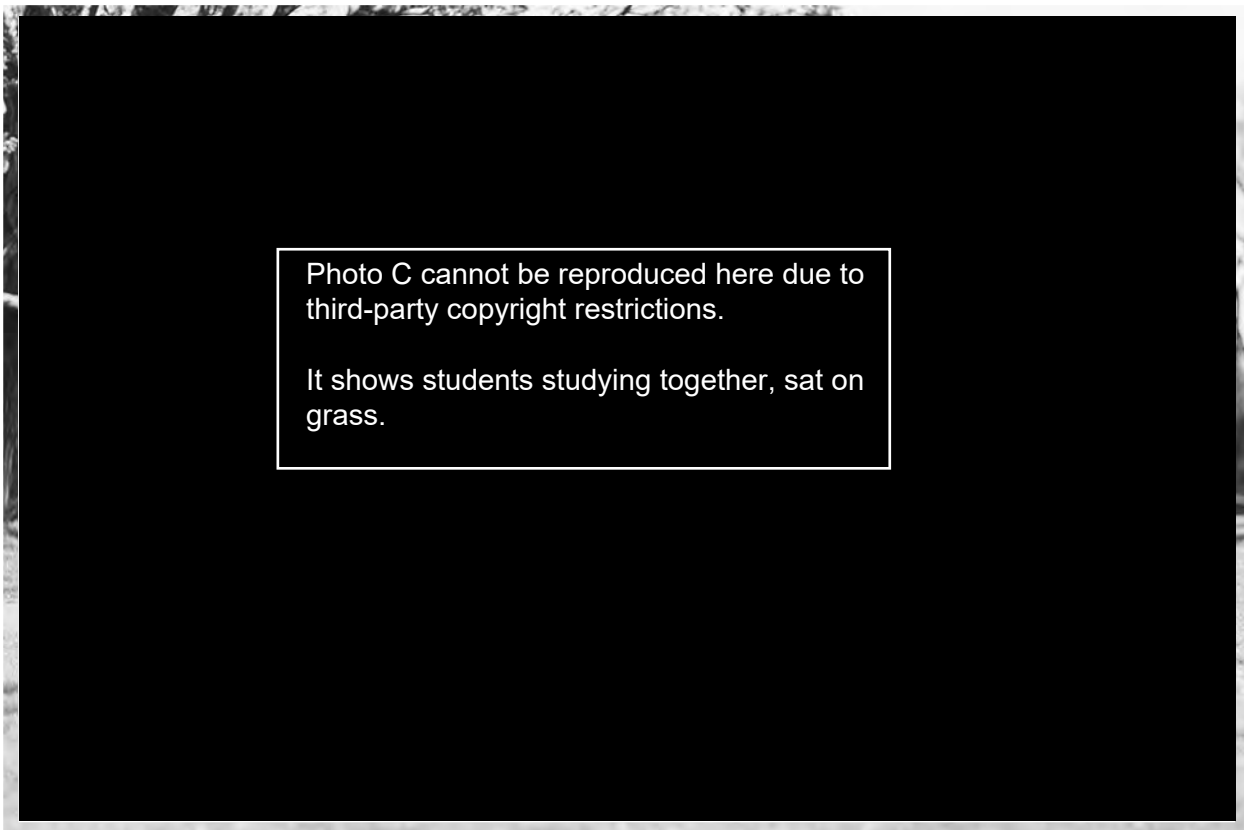 Photo C cannot be reproduced here due to
third-party copyright restrictions.
It shows students studying together, sat on
grass.